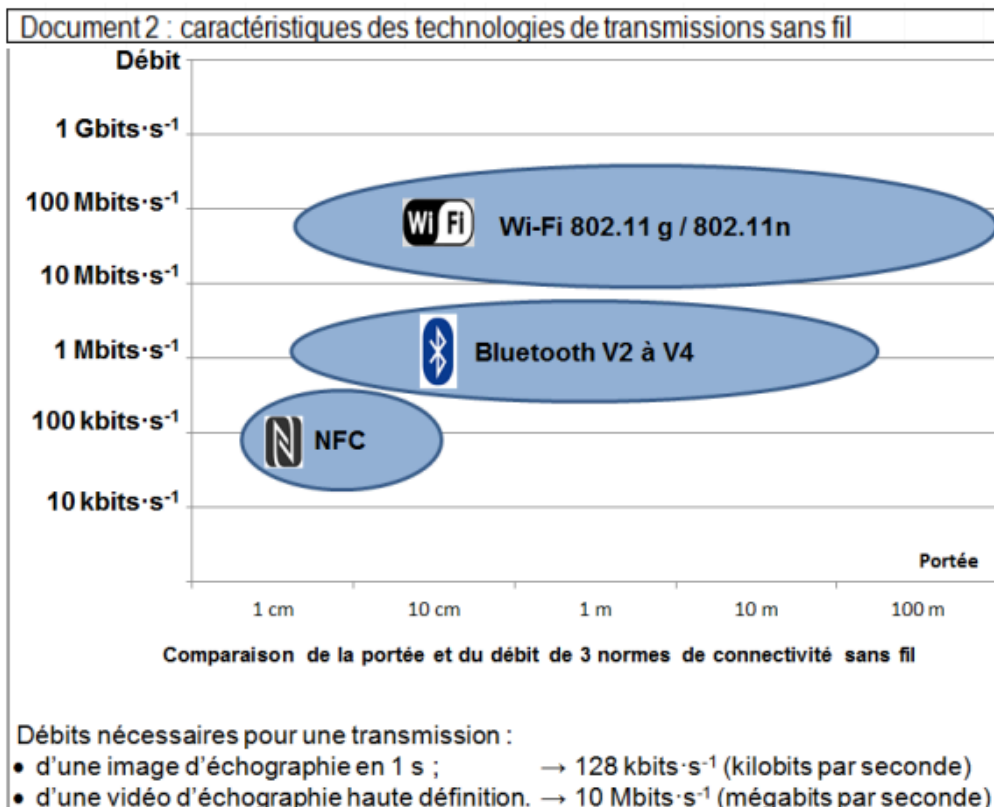 Document 2 : caractéristiques des technologies de transmissions sans fil
Débit
1 Gbits·s⁻¹
100 Mbits·s⁻¹
Wi Fi Wi-Fi 802.11 g / 802.11n
10 Mbits·s⁻¹
1 Mbits·s⁻¹ Bluetooth V2 à V4
100 kbits·s⁻¹
NFC
10 kbits·s⁻¹
Portée
1 cm 10 cm 1 m 10 m 100 m
Comparaison de la portée et du débit de 3 normes de connectivité sans fil
Débits nécessaires pour une transmission :
• d'une image d'échographie en 1 s ; → 128 kbits·s⁻¹ (kilobits par seconde)
• d'une vidéo d'échographie haute définition. → 10 Mbits·s⁻¹ (mégabits par seconde)